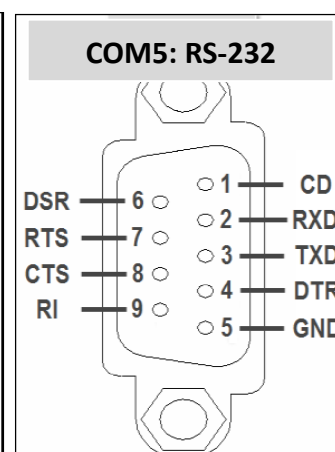 COM5: RS-232
1 CD
DSR 6
2 RXD
RTS 7
3 TXD
CTS 8
4 DTR
RI 9
5 GND